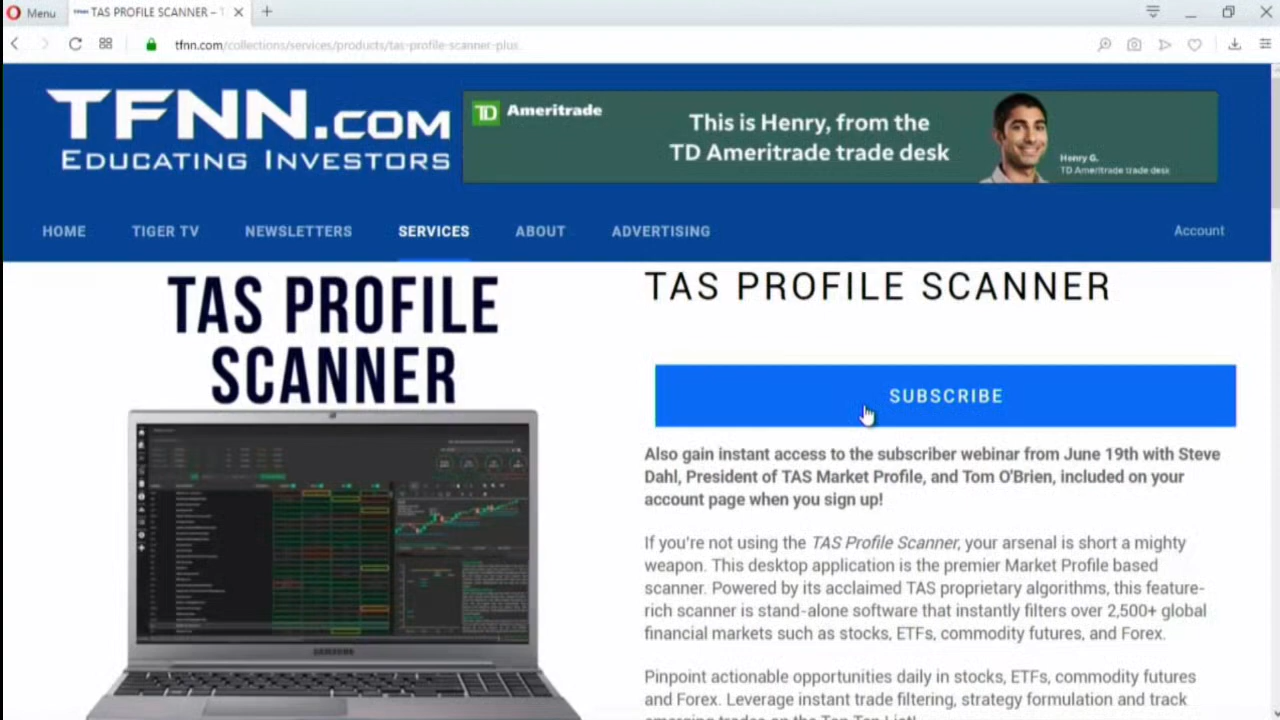 Menu
TAS PROFILE SCANNER –
tfnn.com/collections/services/products/tas-profile-scanner-plus
TFNN.COM
EDUCATING INVESTORS
TD Ameritrade
This is Henry, from the
TD Ameritrade trade desk
Henry G.
TD Ameritrade trade desk
HOME
TIGER TV
NEWSLETTERS
SERVICES
ABOUT
ADVERTISING
Account
TAS PROFILE
SCANNER
SAMSUNG
TAS PROFILE SCANNER
SUBSCRIBE
Also gain instant access to the subscriber webinar from June 19th with Steve
Dahl, President of TAS Market Profile, and Tom O'Brien, included on your
account page when you sign up!
If you're not using the TAS Profile Scanner, your arsenal is short a mighty
weapon. This desktop application is the premier Market Profile based
scanner. Powered by its acclaimed TAS proprietary algorithms, this feature-
rich scanner is stand-alone software that instantly filters over 2,500+ global
financial markets such as stocks, ETFs, commodity futures, and Forex.
Pinpoint actionable opportunities daily in stocks, ETFs, commodity futures
and Forex. Leverage instant trade filtering, strategy formulation and track
emerging trades on the Top Ten List!